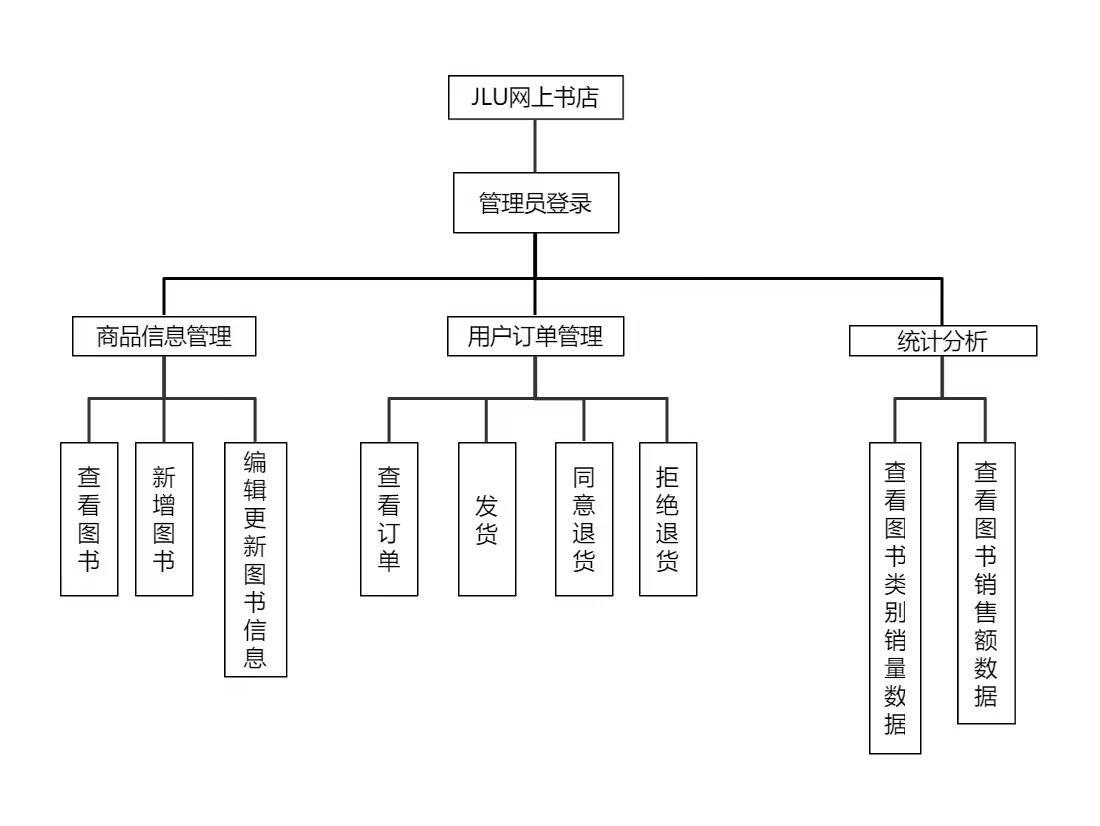 JLU网上书店
管理员登录
商品信息管理
用户订单管理
统计分析
查看图书
新增图书
编辑更新图书信息
查看订单
发货
同意退货
拒绝退货
查看图书类别销量数据
查看图书销售额数据